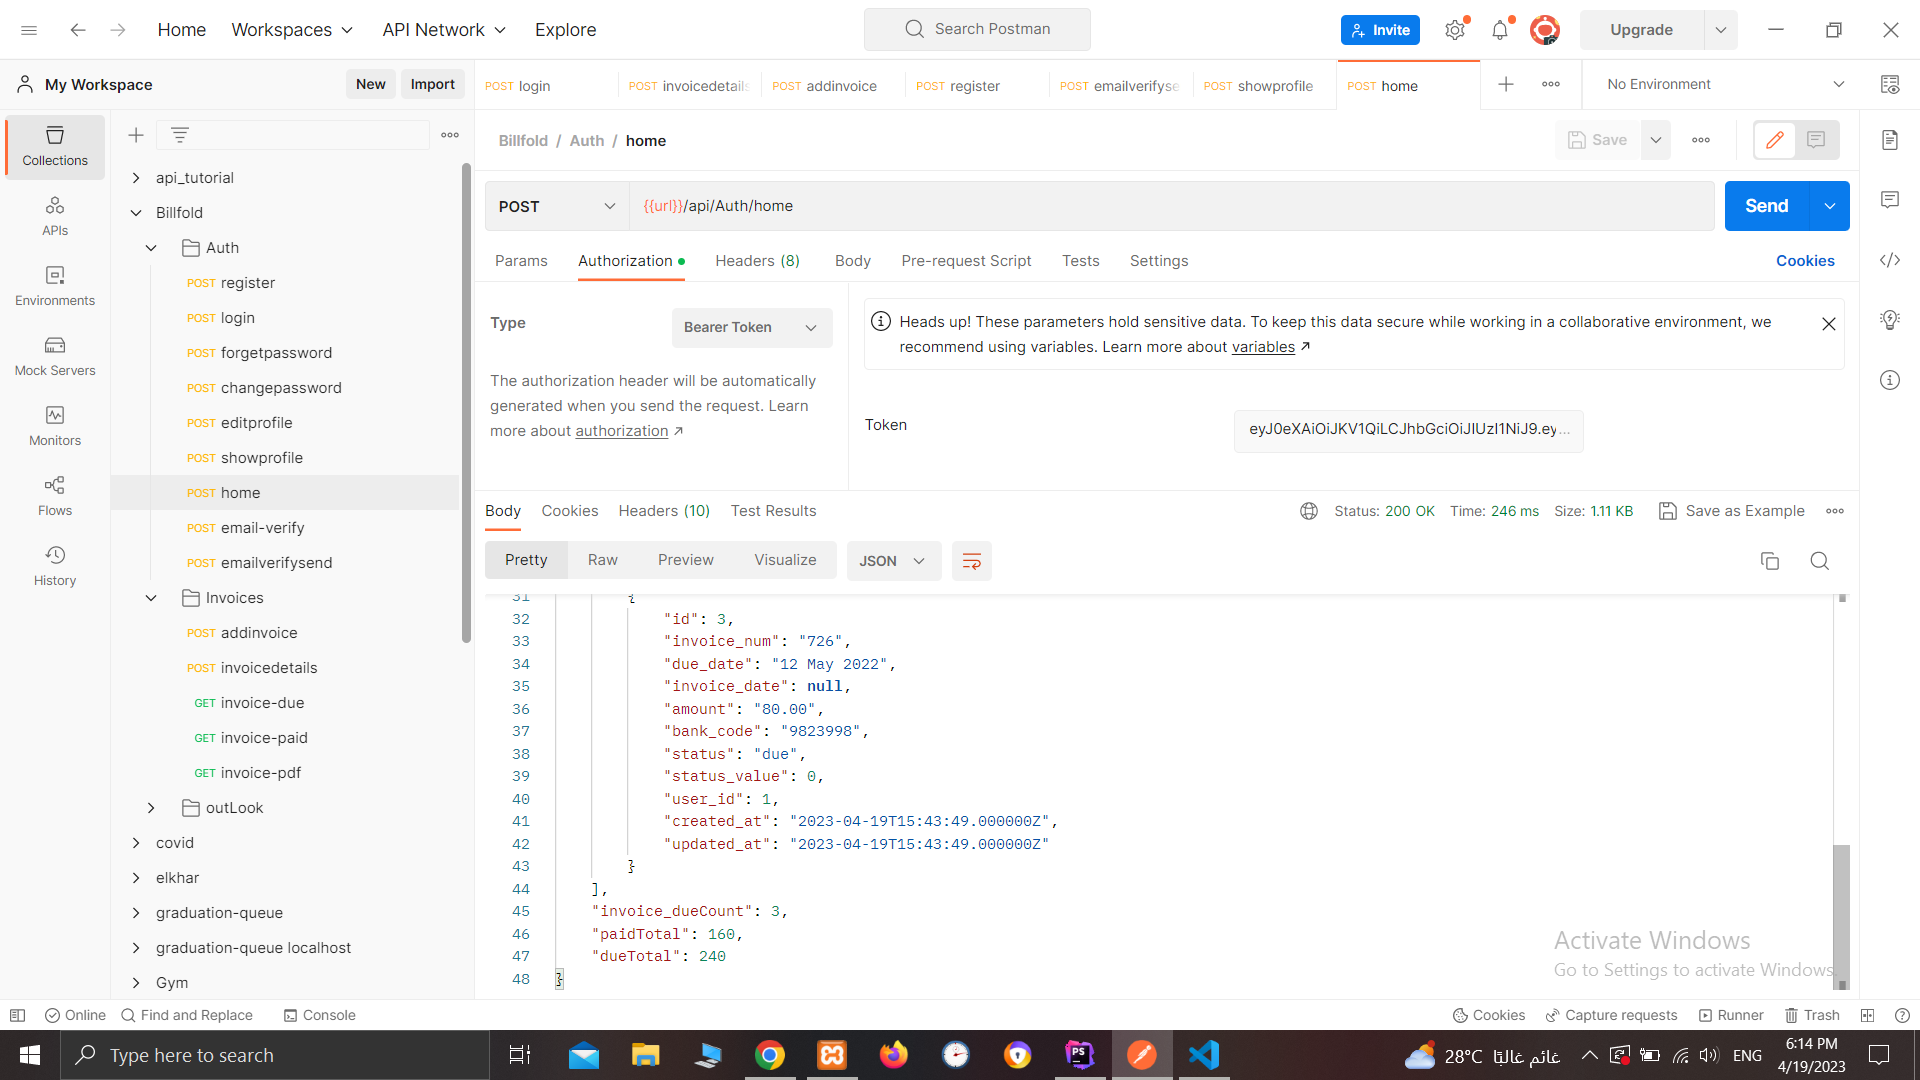 Home
Workspaces
API Network
Explore
Search Postman
Invite
Upgrade
My Workspace
New
Import
POST login
POST invoicedetails
POST addinvoice
POST register
POST emailverifyse
POST showprofile
POST home
No Environment
Collections
APIs
Environments
Mock Servers
Monitors
Flows
History
api_tutorial
Billfold
Auth
POST register
POST login
POST forgetpassword
POST changepassword
POST editprofile
POST showprofile
POST home
POST email-verify
POST emailverifysend
Invoices
POST addinvoice
POST invoicedetails
GET invoice-due
GET invoice-paid
GET invoice-pdf
outLook
covid
elkhar
graduation-queue
graduation-queue localhost
Gym
Billfold / Auth / home
Save
POST
{{url}}/api/Auth/home
Send
Params
Authorization
Headers (8)
Body
Pre-request Script
Tests
Settings
Cookies
Type
Bearer Token
The authorization header will be automatically
generated when you send the request. Learn
more about authorization ↗
Heads up! These parameters hold sensitive data. To keep this data secure while working in a collaborative environment, we
recommend using variables. Learn more about variables ↗
Token
eyJ0eXAiOiJKV1QiLCJhbGciOiJIUzI1NiJ9.ey...
Body
Cookies
Headers (10)
Test Results
Status: 200 OK
Time: 246 ms
Size: 1.11 KB
Save as Example
Pretty
Raw
Preview
Visualize
JSON
31 {
32 "id": 3,
33 "invoice_num": "726",
34 "due_date": "12 May 2022",
35 "invoice_date": null,
36 "amount": "80.00",
37 "bank_code": "9823998",
38 "status": "due",
39 "status_value": 0,
40 "user_id": 1,
41 "created_at": "2023-04-19T15:43:49.000000Z",
42 "updated_at": "2023-04-19T15:43:49.000000Z"
43 }
44 ],
45 "invoice_dueCount": 3,
46 "paidTotal": 160,
47 "dueTotal": 240
48 }
Activate Windows
Go to Settings to activate Windows.
Online
Find and Replace
Console
Cookies
Capture requests
Runner
Trash
Type here to search
PS
28°C غائم غالبًا
ENG
6:14 PM
4/19/2023